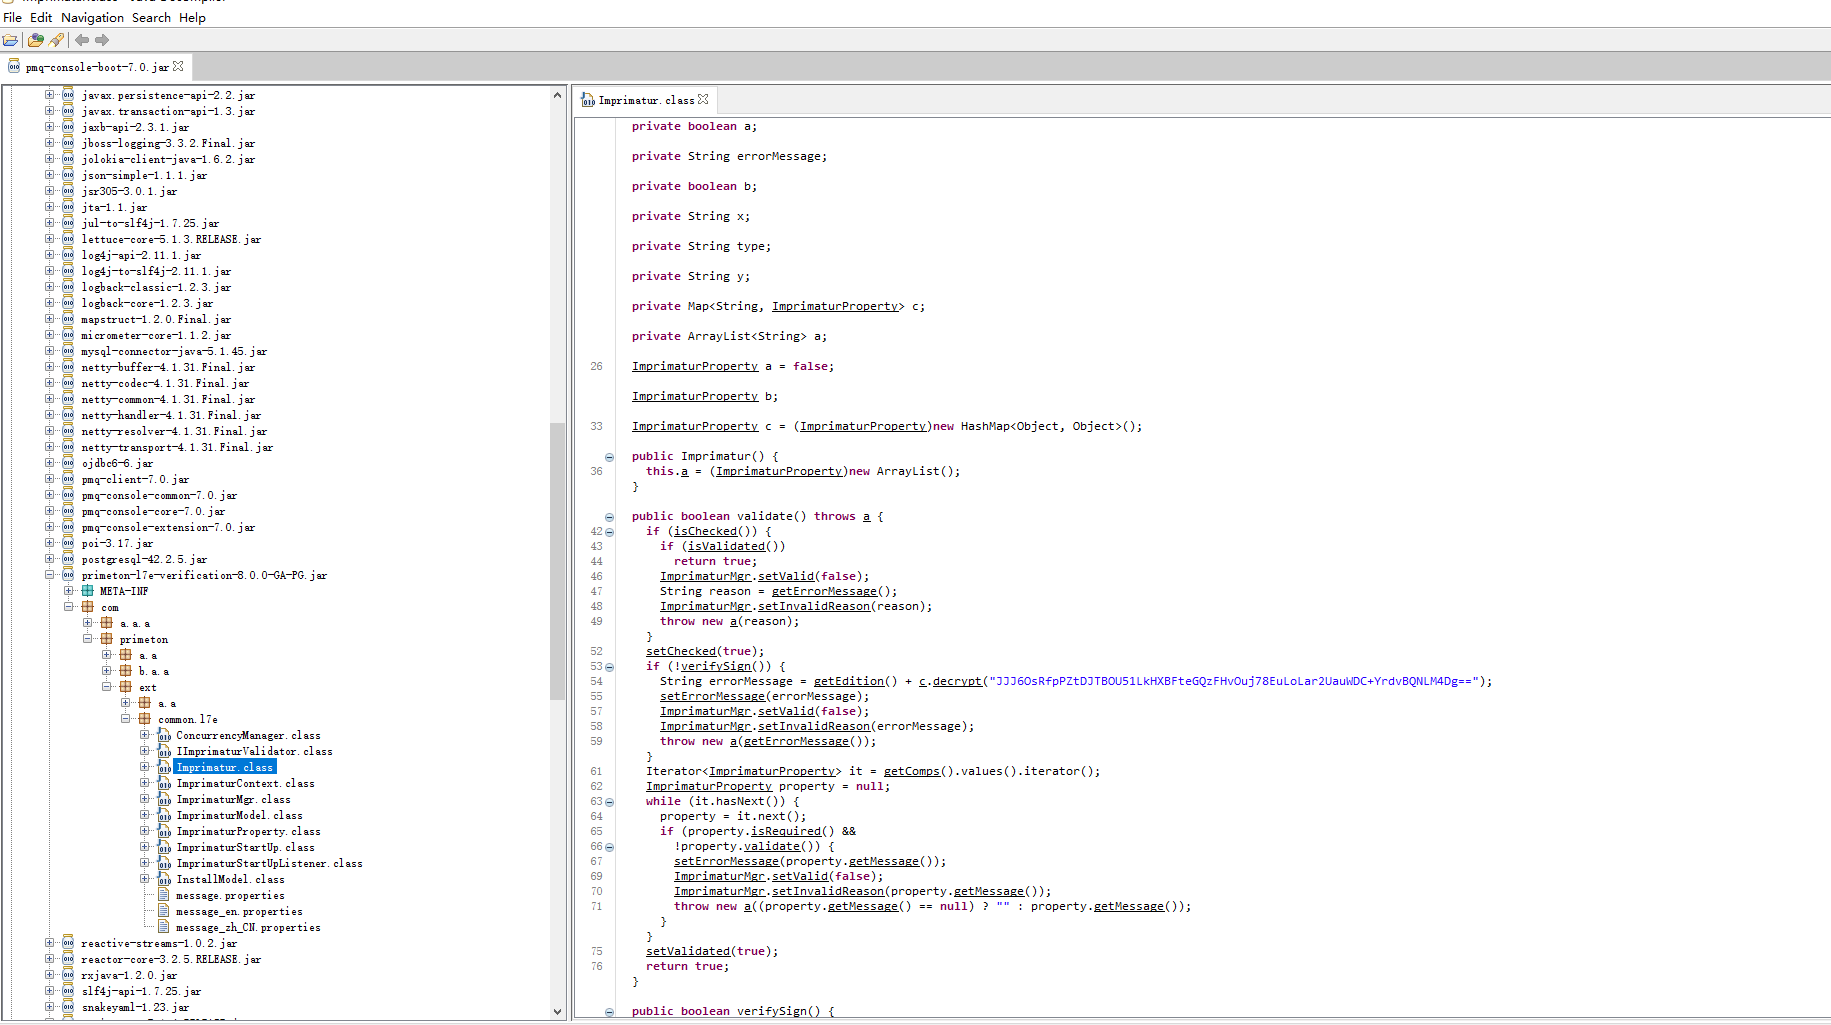 File Edit Navigation Search Help
pmq-console-boot-7.0.jar
javax.persistence-api-2.2.jar
javax.transaction-api-1.3.jar
jaxb-api-2.3.1.jar
jboss-logging-3.3.2.Final.jar
jolokia-client-java-1.6.2.jar
json-simple-1.1.1.jar
jsr305-3.0.1.jar
jta-1.1.jar
jul-to-slf4j-1.7.25.jar
lettuce-core-5.1.3.RELEASE.jar
log4j-api-2.11.1.jar
log4j-to-slf4j-2.11.1.jar
logback-classic-1.2.3.jar
logback-core-1.2.3.jar
mapstruct-1.2.0.Final.jar
micrometer-core-1.1.2.jar
mysql-connector-java-5.1.45.jar
netty-buffer-4.1.31.Final.jar
netty-codec-4.1.31.Final.jar
netty-common-4.1.31.Final.jar
netty-handler-4.1.31.Final.jar
netty-resolver-4.1.31.Final.jar
netty-transport-4.1.31.Final.jar
ojdbc6-6.jar
pmq-client-7.0.jar
pmq-console-common-7.0.jar
pmq-console-core-7.0.jar
pmq-console-extension-7.0.jar
poi-3.17.jar
postgresql-42.2.5.jar
primeton-l7e-verification-8.0.0-GA-PG.jar
META-INF
com
a.a.a
primeton
a.a
b.a.a
ext
a.a
common.l7e
ConcurrencyManager.class
IImprimaturValidator.class
Imprimatur.class
ImprimaturContext.class
ImprimaturMgr.class
ImprimaturModel.class
ImprimaturProperty.class
ImprimaturStartUp.class
ImprimaturStartUpListener.class
InstallModel.class
message.properties
message_en.properties
message_zh_CN.properties
reactive-streams-1.0.2.jar
reactor-core-3.2.5.RELEASE.jar
rxjava-1.2.0.jar
slf4j-api-1.7.25.jar
snakeyaml-1.23.jar
Imprimatur.class
private boolean a;
private String errorMessage;
private boolean b;
private String x;
private String type;
private String y;
private Map<String, ImprimaturProperty> c;
private ArrayList<String> a;
26 ImprimaturProperty a = false;
ImprimaturProperty b;
33 ImprimaturProperty c = (ImprimaturProperty)new HashMap<Object, Object>();
public Imprimatur() {
36 this.a = (ImprimaturProperty)new ArrayList();
}
public boolean validate() throws a {
42 if (isChecked()) {
43 if (isValidated())
44 return true;
46 ImprimaturMgr.setValid(false);
47 String reason = getErrorMessage();
48 ImprimaturMgr.setInvalidReason(reason);
49 throw new a(reason);
}
52 setChecked(true);
53 if (!verifySign()) {
54 String errorMessage = getEdition() + c.decrypt("JJJ6OsRfpPZtDJTBOU51LkHXBFteGQzFHvOuj78EuLoLar2UauWDC+YrdvBQNLM4Dg==");
55 setErrorMessage(errorMessage);
57 ImprimaturMgr.setValid(false);
58 ImprimaturMgr.setInvalidReason(errorMessage);
59 throw new a(getErrorMessage());
}
61 Iterator<ImprimaturProperty> it = getComps().values().iterator();
62 ImprimaturProperty property = null;
63 while (it.hasNext()) {
64 property = it.next();
65 if (property.isRequired() &&
66 !property.validate()) {
67 setErrorMessage(property.getMessage());
69 ImprimaturMgr.setValid(false);
70 ImprimaturMgr.setInvalidReason(property.getMessage());
71 throw new a((property.getMessage() == null) ? "" : property.getMessage());
}
}
75 setValidated(true);
76 return true;
}
public boolean verifySign() {